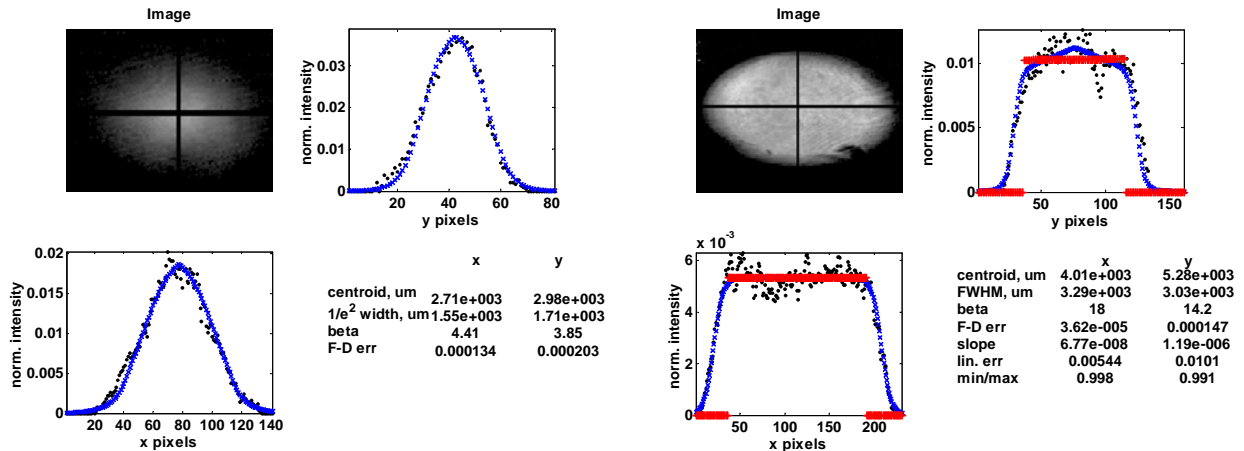 Image
norm. intensity
0.03
0.02
0.01
0
20
40
60
80
y pixels
norm. intensity
0.02
0.015
0.01
0.005
0
20
40
60
80
100
120
140
x pixels
x y
centroid, um 2.71e+003 2.98e+003
1/e2 width, um 1.55e+003 1.71e+003
beta 4.41 3.85
F-D err 0.000134 0.000203
Image
norm. intensity
0.01
0.005
0
50
100
150
y pixels
x 10-3
norm. intensity
6
4
2
0
50
100
150
200
x pixels
x y
centroid, um 4.01e+003 5.28e+003
FWHM, um 3.29e+003 3.03e+003
beta 18 14.2
F-D err 3.62e-005 0.000147
slope 6.77e-008 1.19e-006
lin. err 0.00544 0.0101
min/max 0.998 0.991